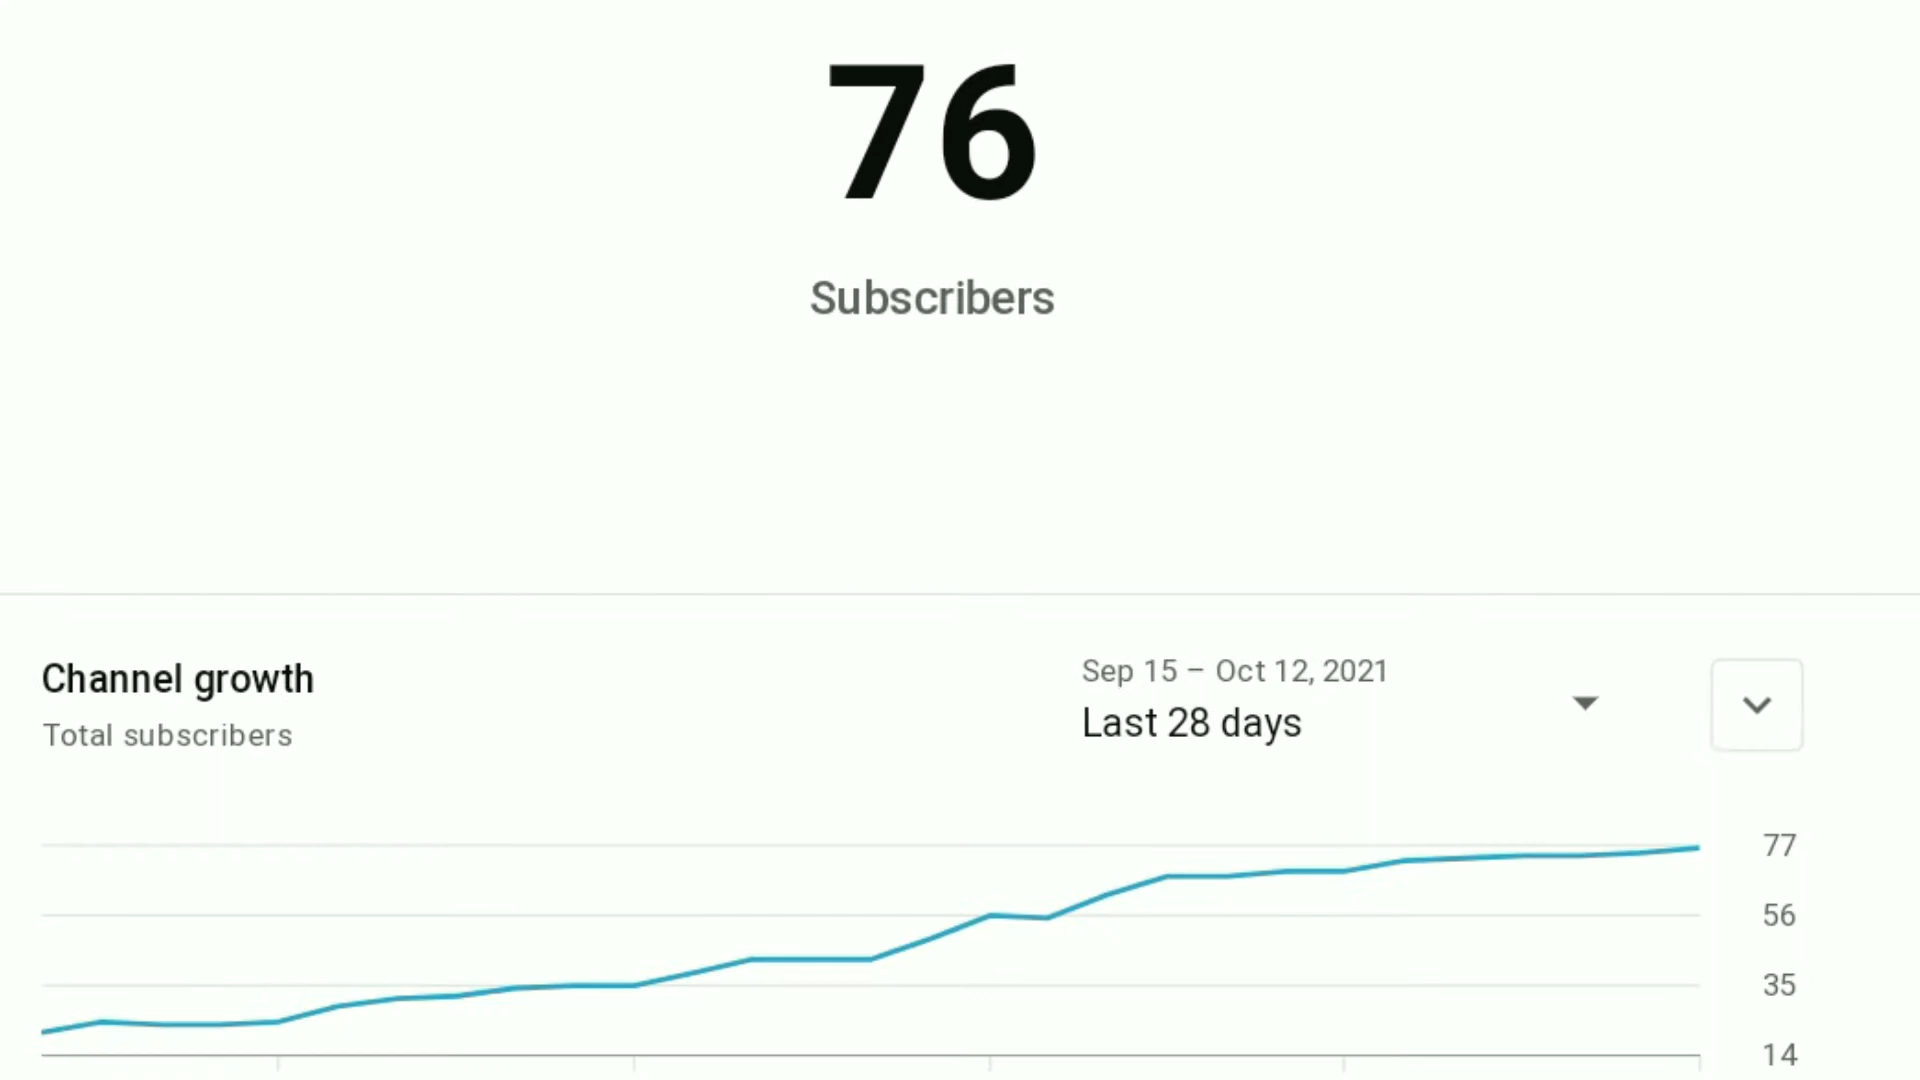 76
Subscribers
Channel growth
Total subscribers
Sep 15 – Oct 12, 2021
Last 28 days
77
56
35
14